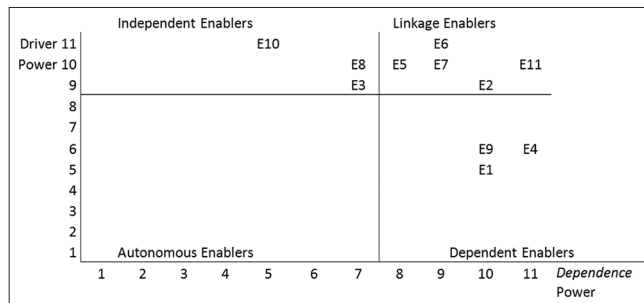 Independent Enablers Linkage Enablers
Driver 11 E10 E6
Power 10 E8 E5 E7 E11
9 E3 E2
8
7
6 E9 E4
5 E1
4
3
2
1 Autonomous Enablers Dependent Enablers
1 2 3 4 5 6 7 8 9 10 11 Dependence
Power